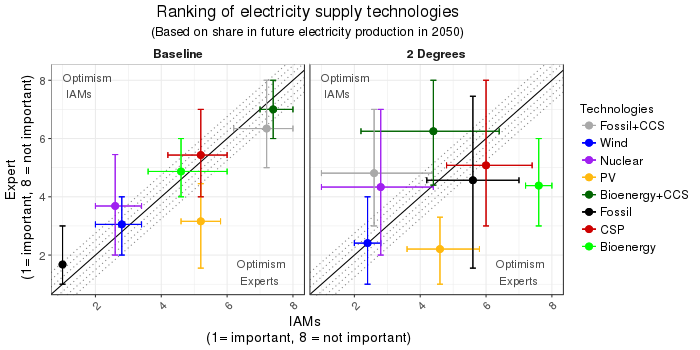 Ranking of electricity supply technologies
(Based on share in future electricity production in 2050)
Baseline
2 Degrees
Optimism
IAMs
Optimism
Experts
Optimism
IAMs
Optimism
Experts
Expert
(1= important, 8 = not important)
8
6
4
2
2
4
6
8
2
4
6
8
IAMs
(1= important, 8 = not important)
Technologies
Fossil+CCS
Wind
Nuclear
PV
Bioenergy+CCS
Fossil
CSP
Bioenergy